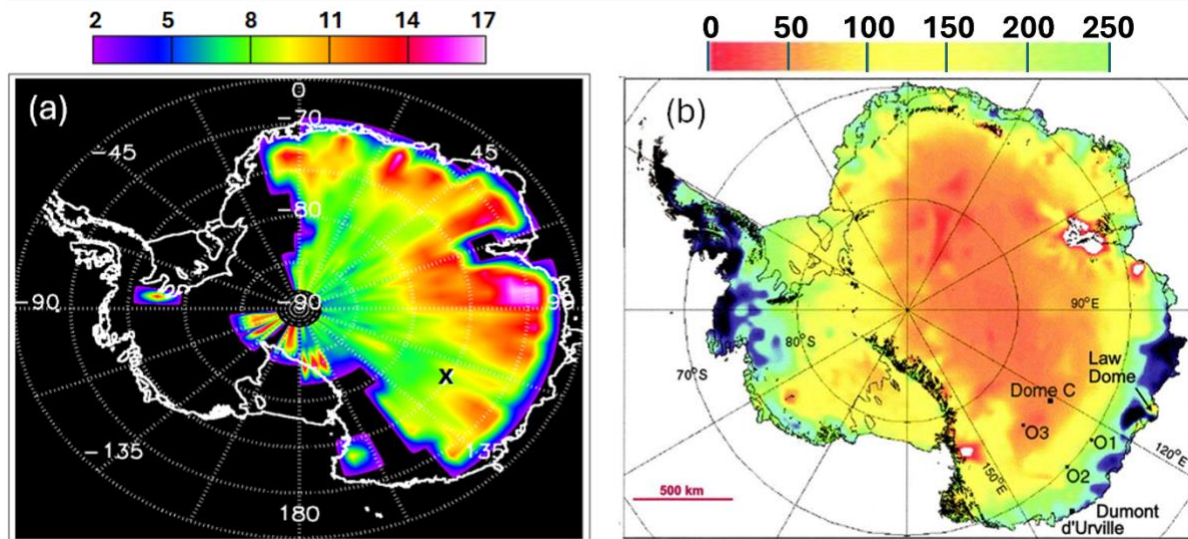 2 5 8 11 14 17
0 50 100 150 200 250
(a)
0
-70
-45
45
-80
-90
-90
90
-135
135
180
(b)
90°E
80°S
70°S
Law
Dome
Dome C
O3
O1
O2
120°E
150°E
500 km
Dumont
d'Urville